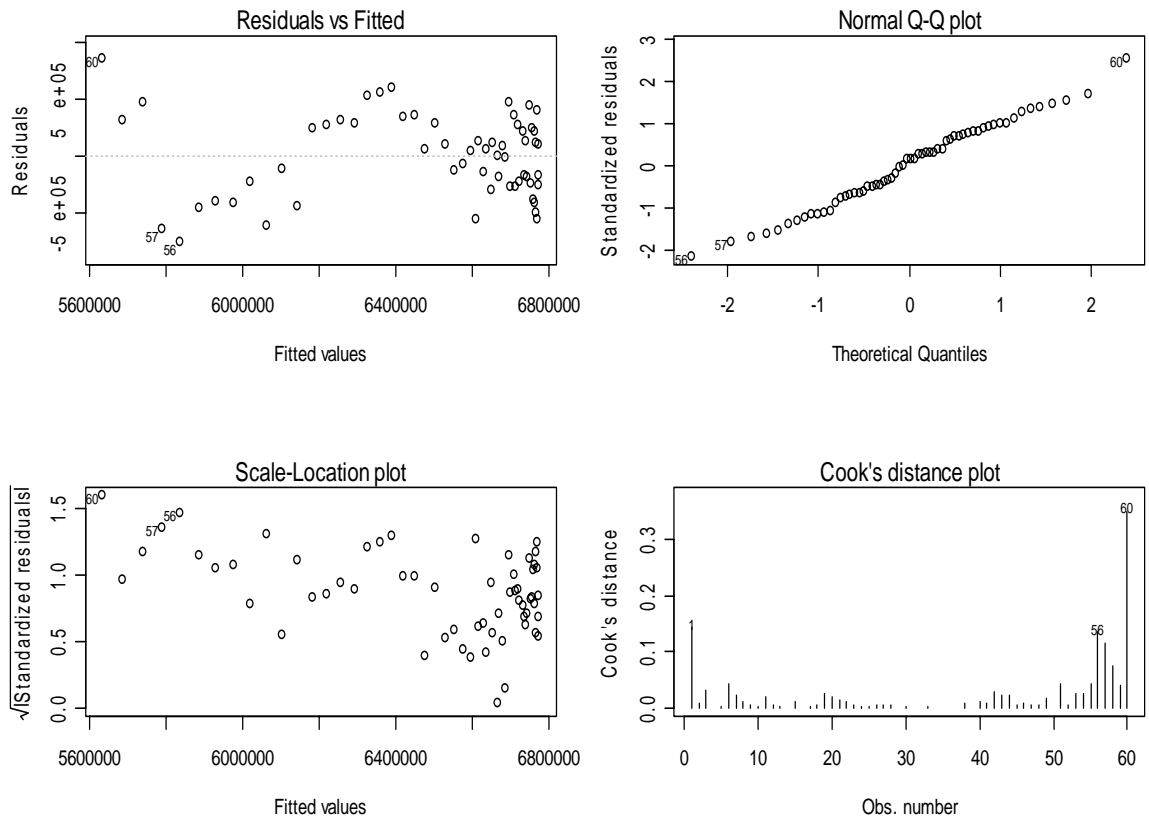 Residuals vs Fitted
Residuals
-5 e+05 5 e+05
60
57
56
5600000 6000000 6400000 6800000
Fitted values
Normal Q-Q plot
Standardized residuals
-2 -1 0 1 2 3
60
57
56
-2 -1 0 1 2
Theoretical Quantiles
Scale-Location plot
√|Standardized residuals|
0.0 0.5 1.0 1.5
60
57
56
5600000 6000000 6400000 6800000
Fitted values
Cook's distance plot
Cook's distance
0.0 0.1 0.2 0.3
1
56
60
0 10 20 30 40 50 60
Obs. number